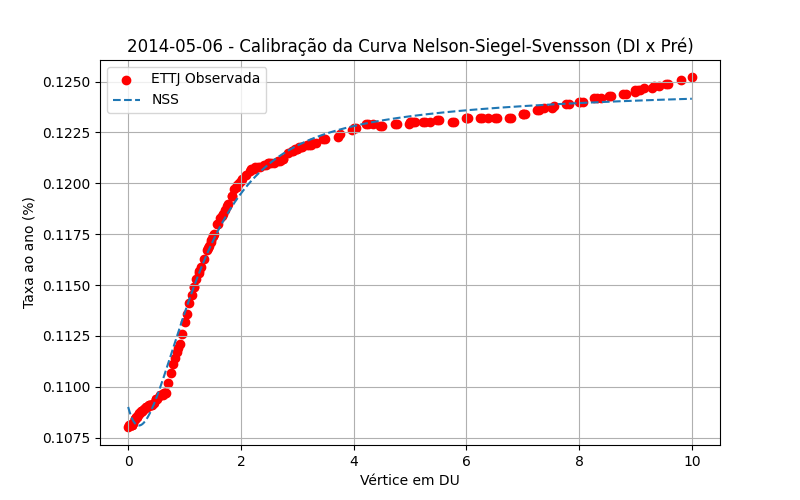 2014-05-06 - Calibração da Curva Nelson-Siegel-Svensson (DI x Pré)
ETTJ Observada
NSS
Taxa ao ano (%)
0.1250
0.1225
0.1200
0.1175
0.1150
0.1125
0.1100
0.1075
0 2 4 6 8 10
Vértice em DU